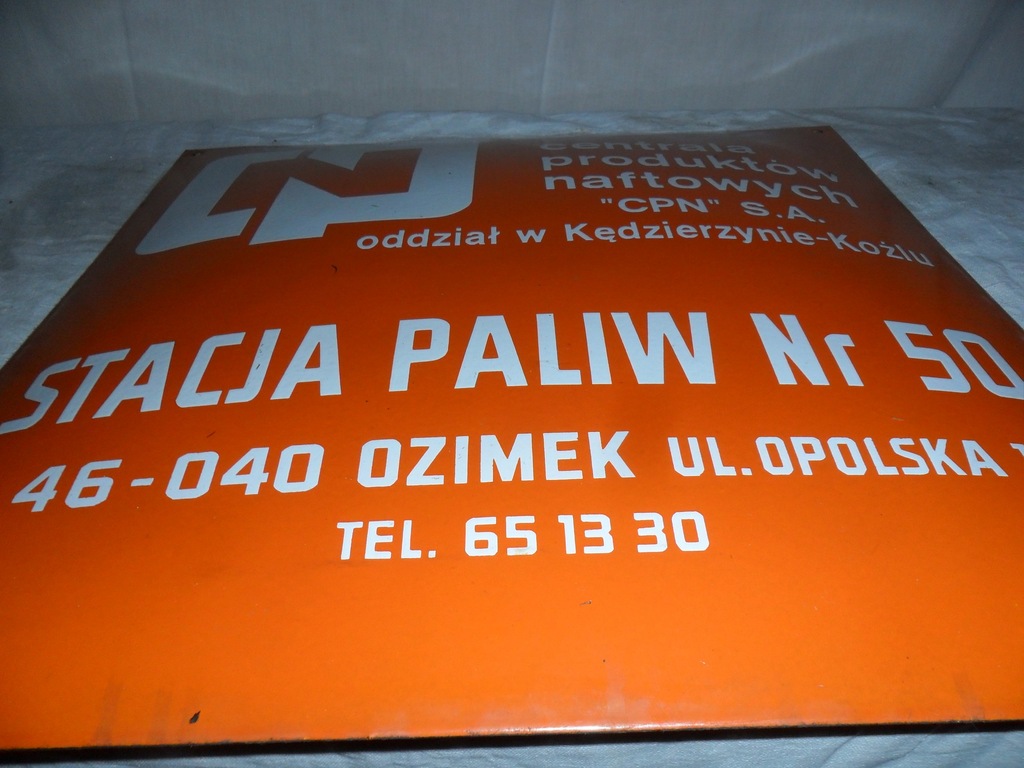 centrala
produktów
naftowych
"CPN" S.A.
oddział w Kędzierzynie-Koźlu
STACJA PALIW Nr 50
46-040 OZIMEK UL. OPOLSKA
TEL. 65 13 30